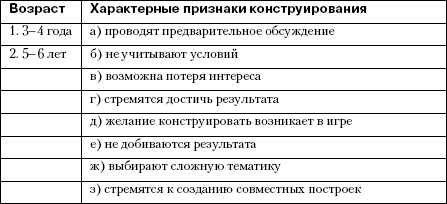 Возраст Характерные признаки конструирования
1. 3–4 года а) проводят предварительное обсуждение
2. 5–6 лет б) не учитывают условий
в) возможна потеря интереса
г) стремятся достичь результата
д) желание конструировать возникает в игре
е) не добиваются результата
ж) выбирают сложную тематику
з) стремятся к созданию совместных построек